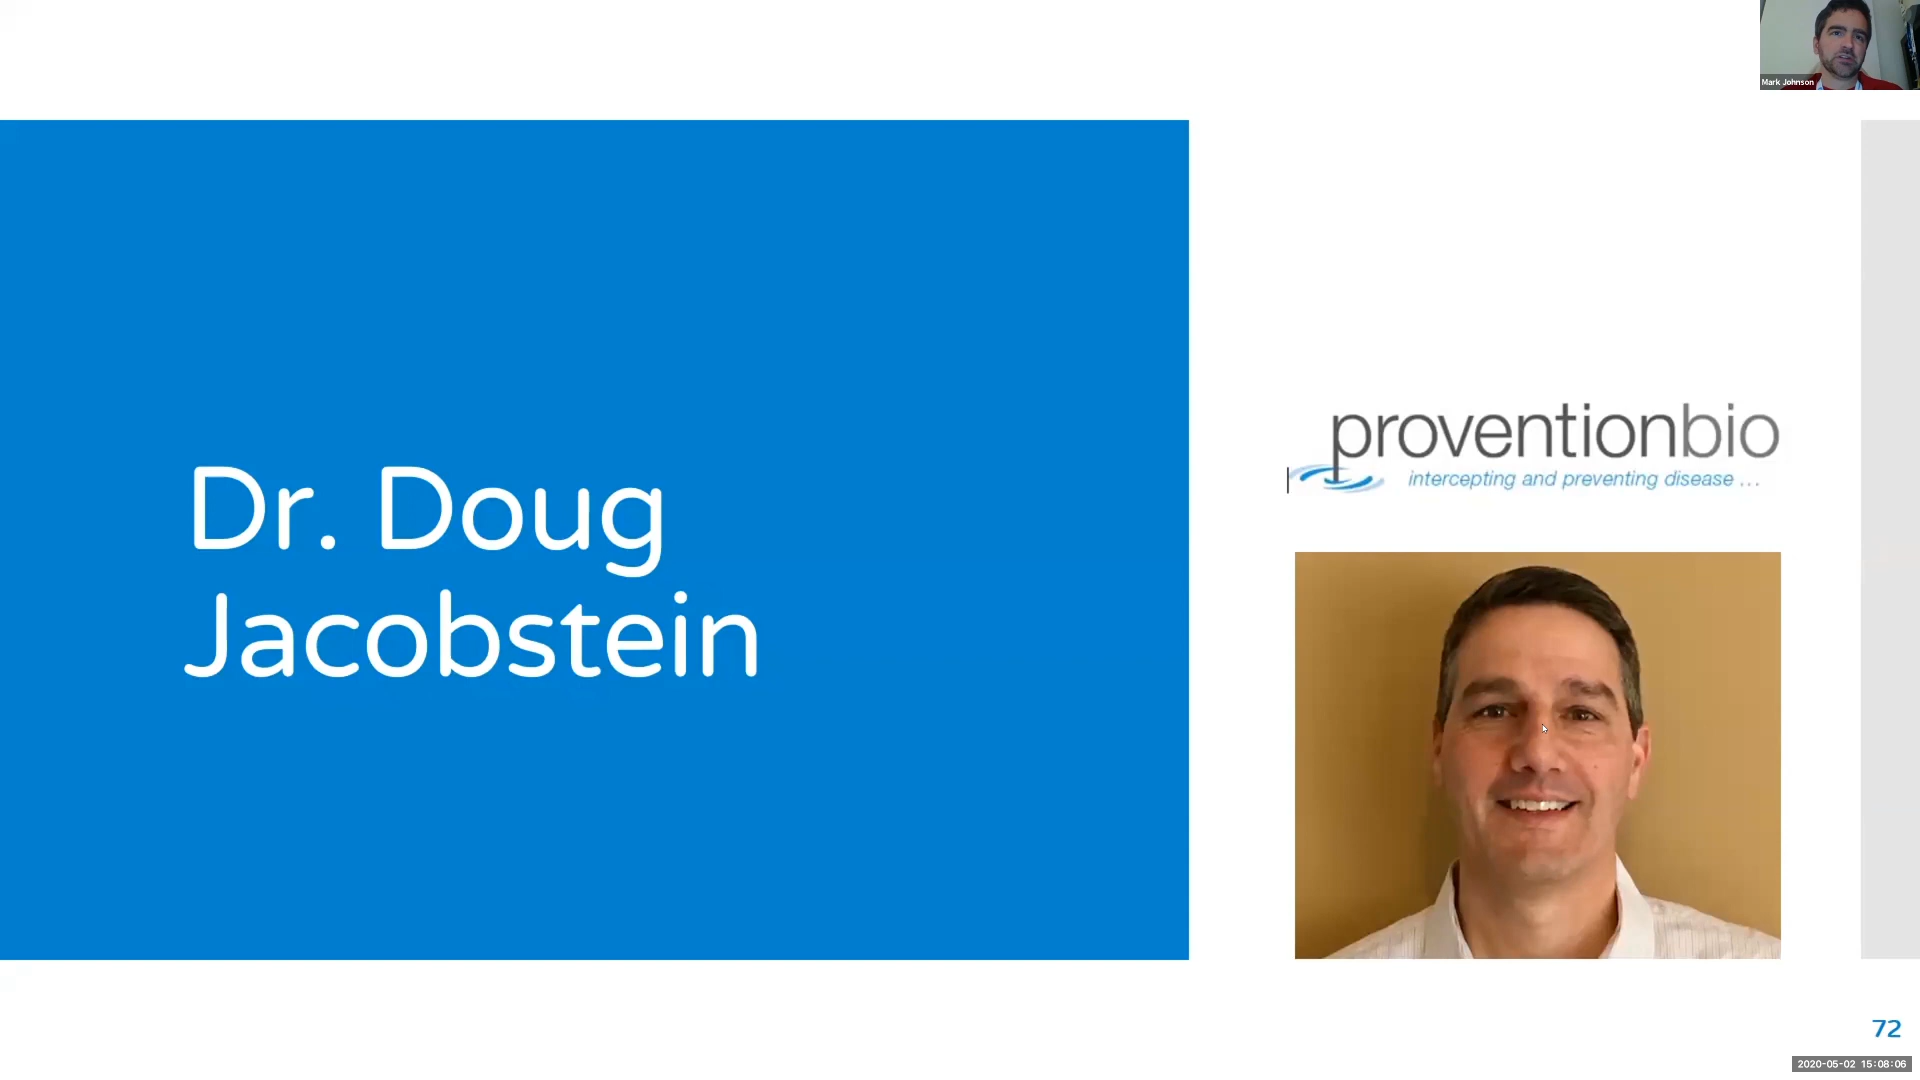 Mark Johnson
Dr. Doug
Jacobstein
proventionbio
intercepting and preventing disease ...
72
2020-05-02 15:08:06